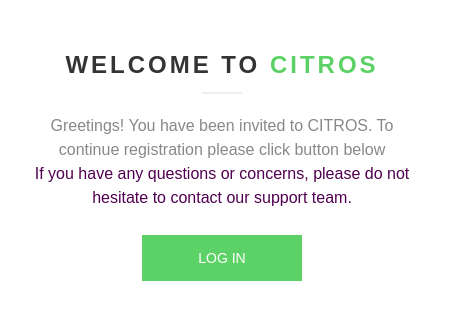 WELCOME TO CITROS
Greetings! You have been invited to CITROS. To
continue registration please click button below
If you have any questions or concerns, please do not
hesitate to contact our support team.
LOG IN